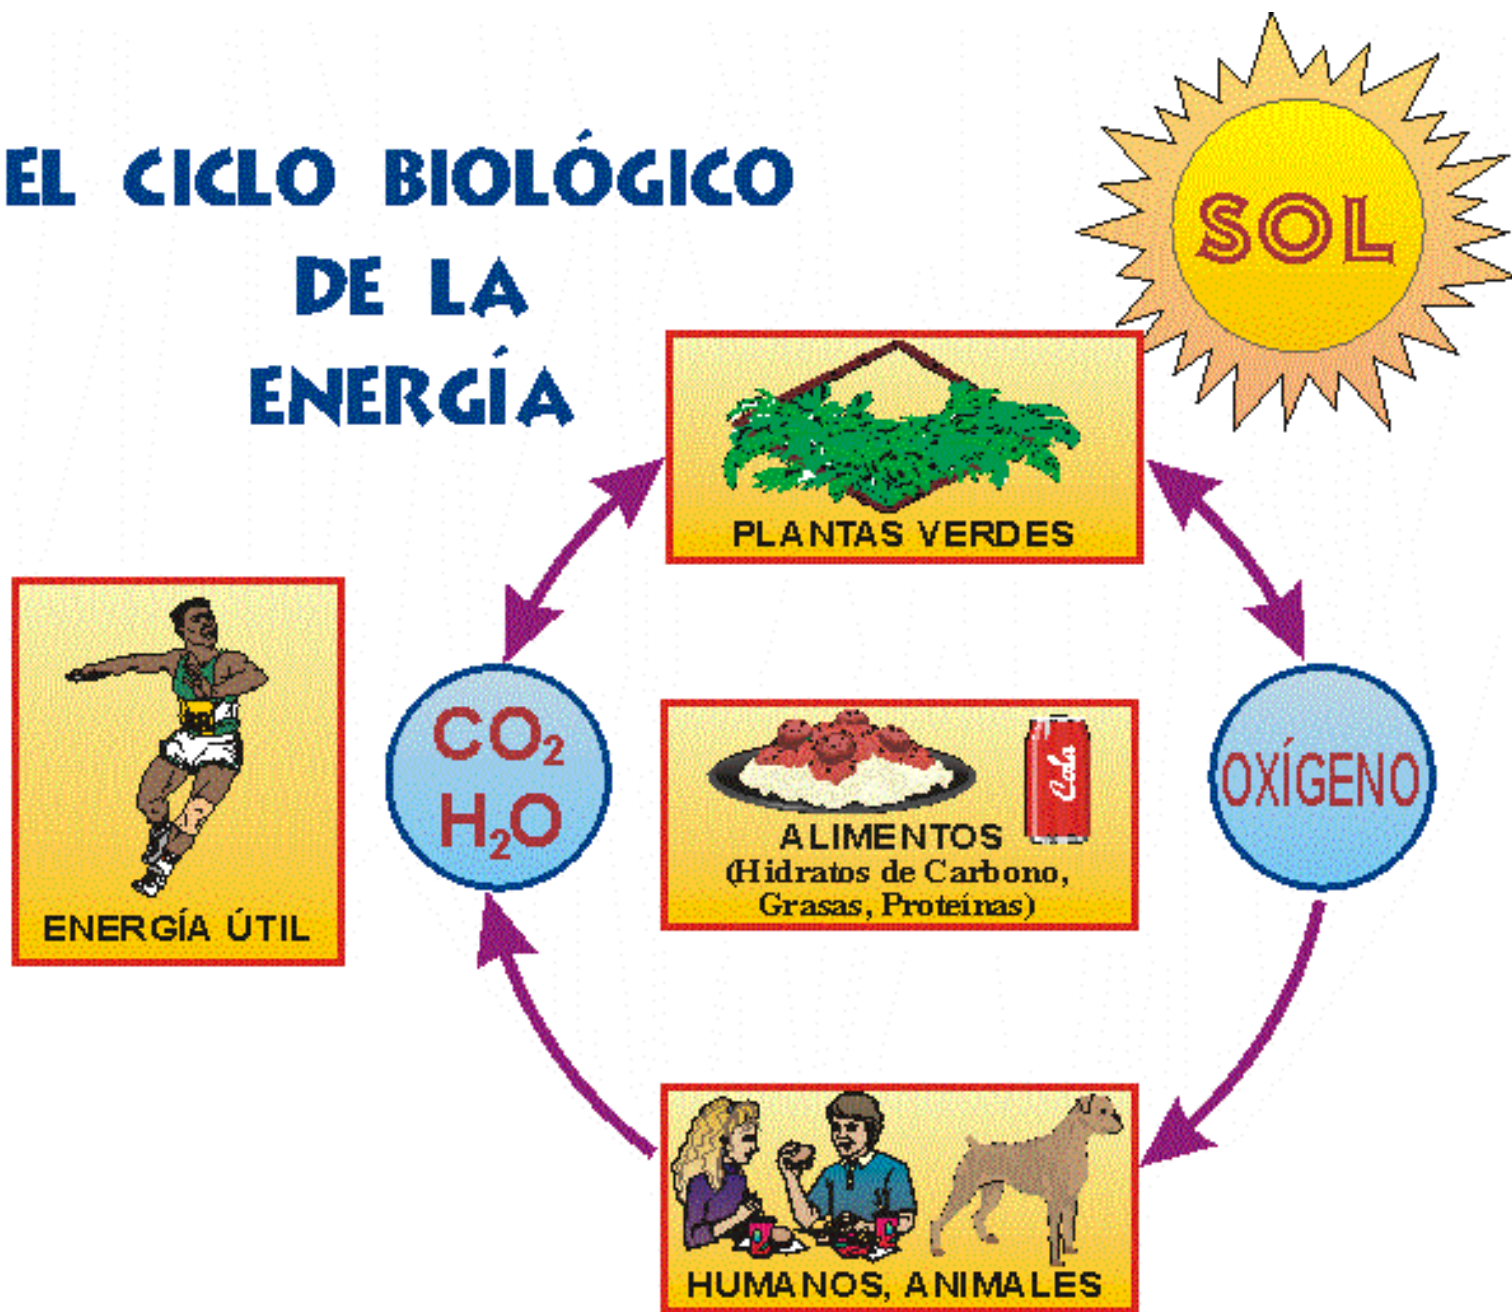 EL CICLO BIOLÓGICO
DE LA
ENERGÍA
SOL
PLANTAS VERDES
ENERGÍA ÚTIL
CO₂
H₂O
Cola
ALIMENTOS
(Hidratos de Carbono,
Grasas, Proteínas)
OXÍGENO
HUMANOS, ANIMALES